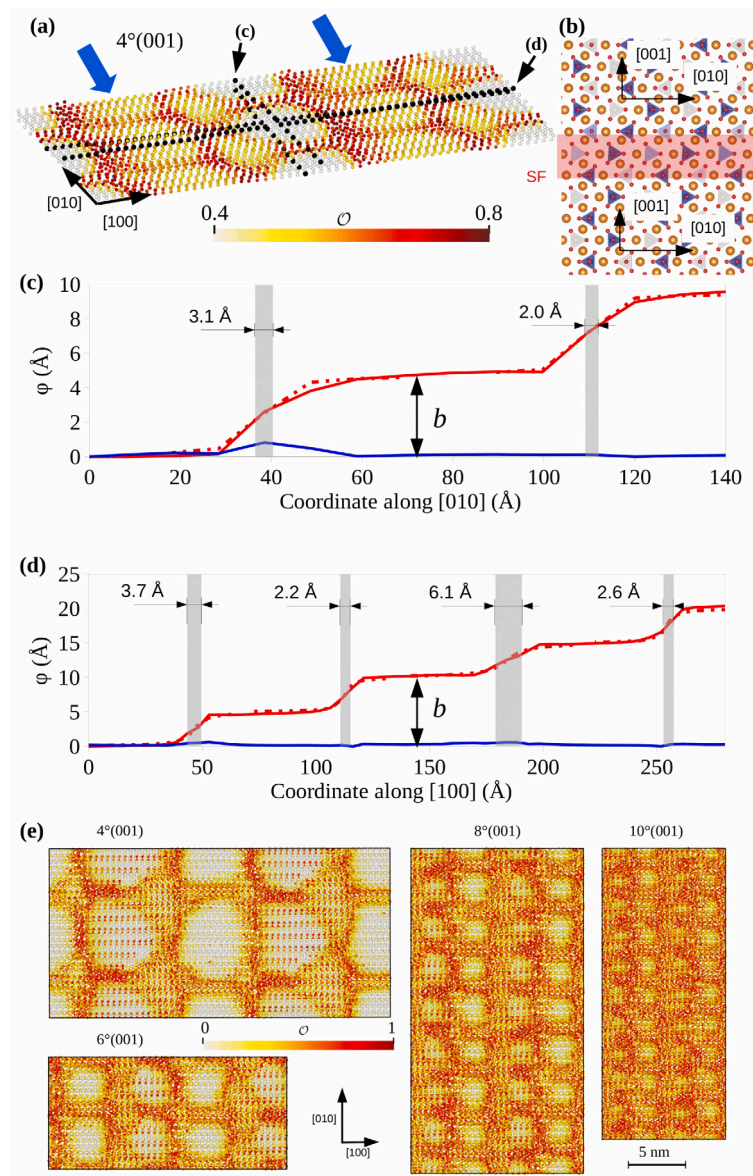 (a)
4°(001)
(c)
(d)
[010]
[100]
0.4
𝒪
0.8
(b)
[001]
[010]
SF
[001]
[010]
(c)
10
8
6
4
2
0
φ (Å)
3.1 Å
2.0 Å
b
0 20 40 60 80 100 120 140
Coordinate along [010] (Å)
(d)
25
20
15
10
5
0
φ (Å)
3.7 Å
2.2 Å
6.1 Å
2.6 Å
b
0 50 100 150 200 250
Coordinate along [100] (Å)
(e)
4°(001)
8°(001)
10°(001)
6°(001)
0
𝒪
1
[010]
[100]
5 nm